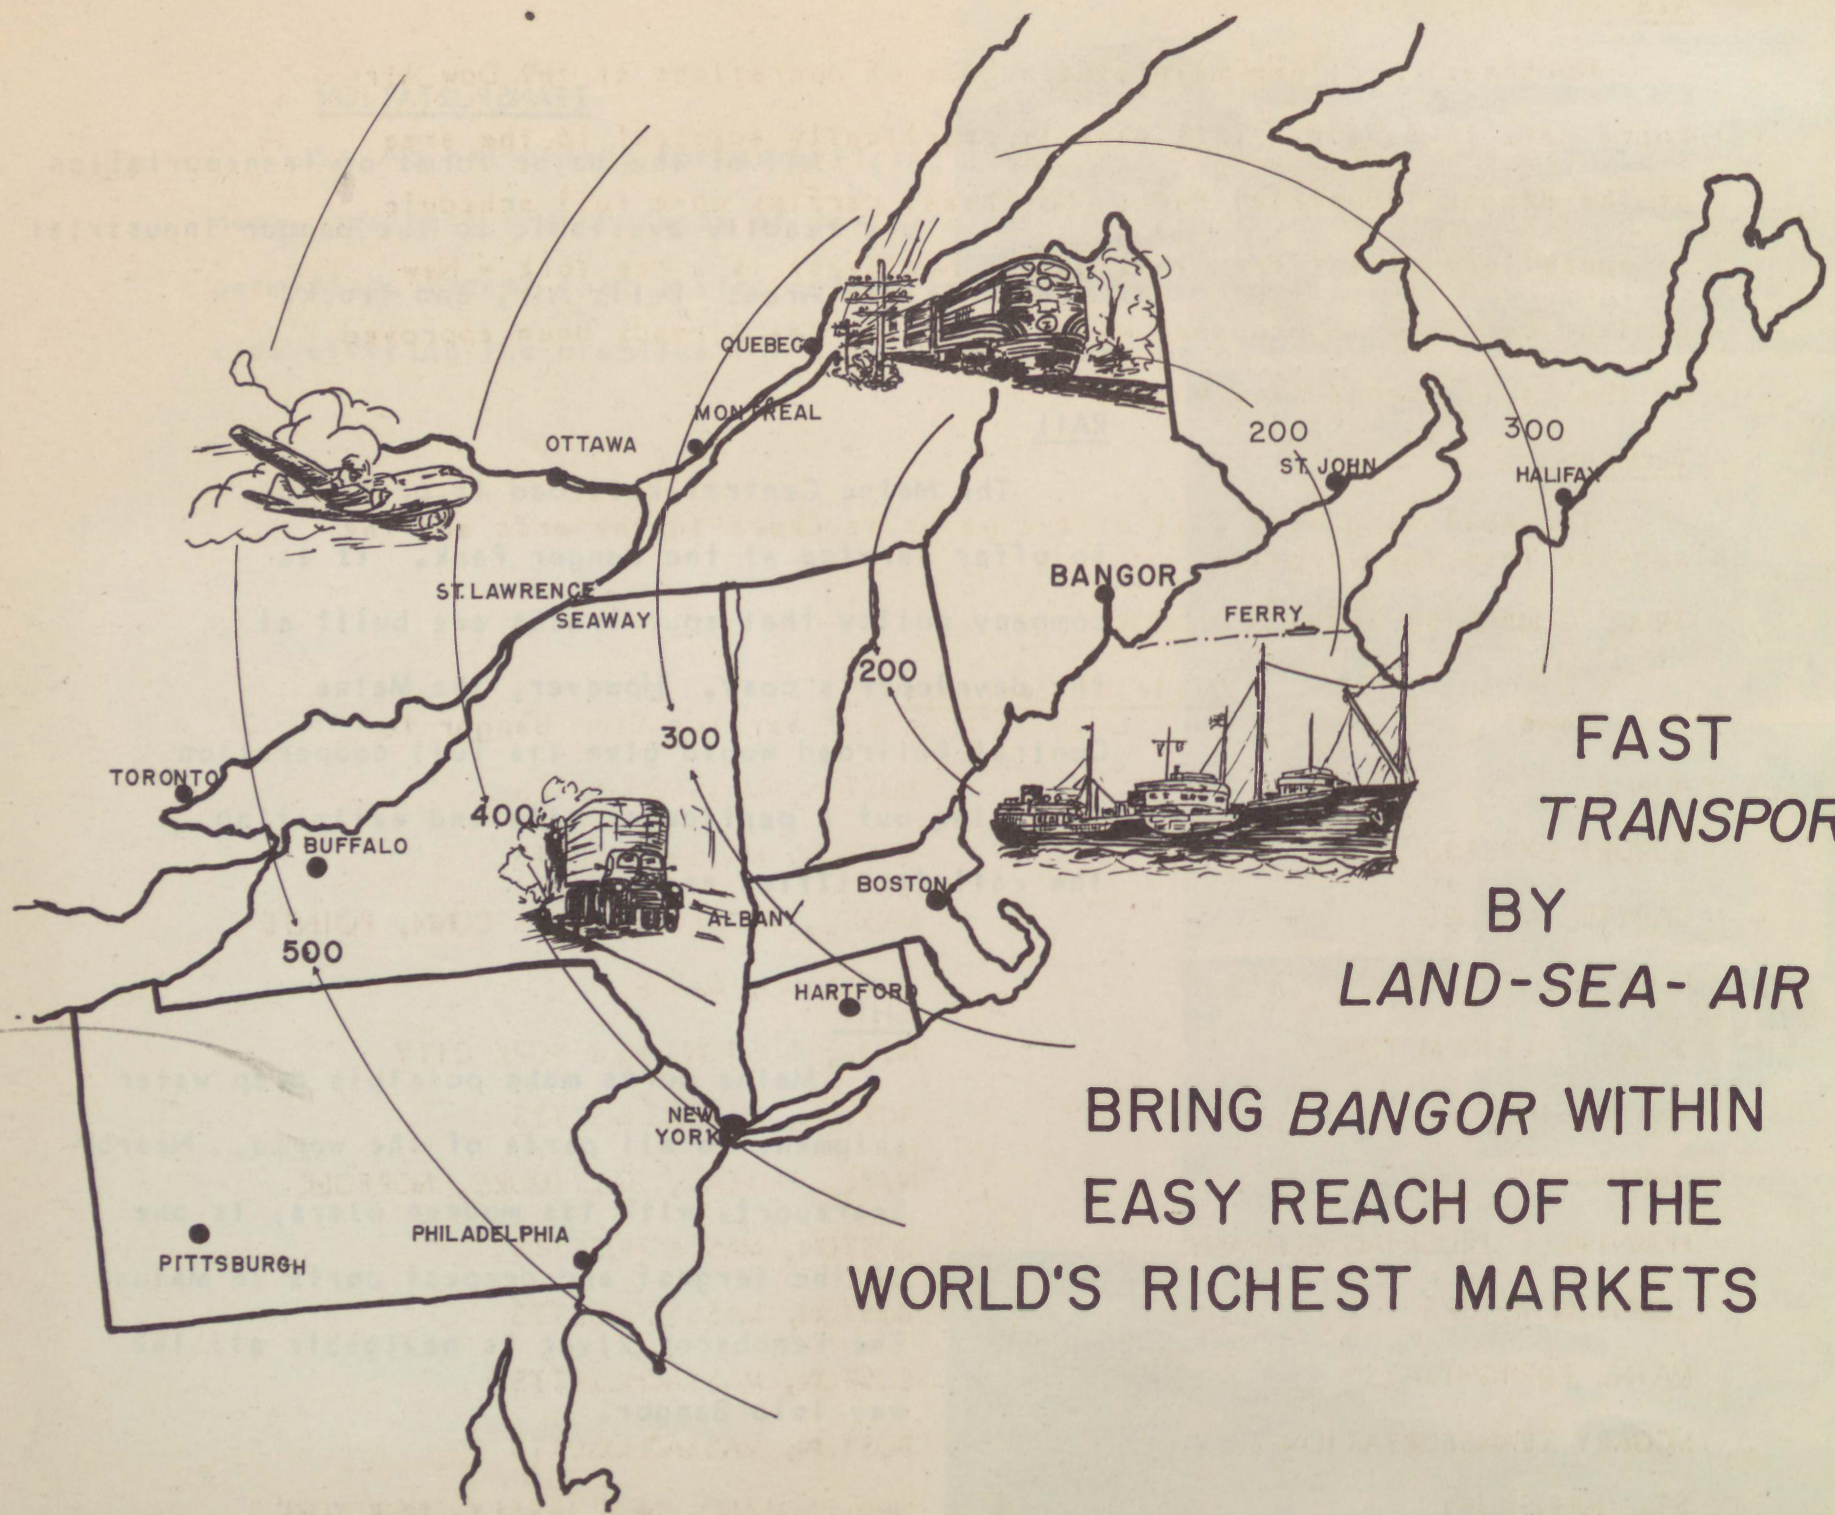 QUEBEC
MONTREAL
OTTAWA
200
300
ST. JOHN
HALIFAX
BANGOR
ST. LAWRENCE
SEAWAY
FERRY
200
300
TORONTO
400
BUFFALO
BOSTON
ALBANY
500
HARTFORD
NEW
YORK
PHILADELPHIA
PITTSBURGH
FAST
TRANSPOR
BY
LAND-SEA-AIR
BRING BANGOR WITHIN
EASY REACH OF THE
WORLD'S RICHEST MARKETS